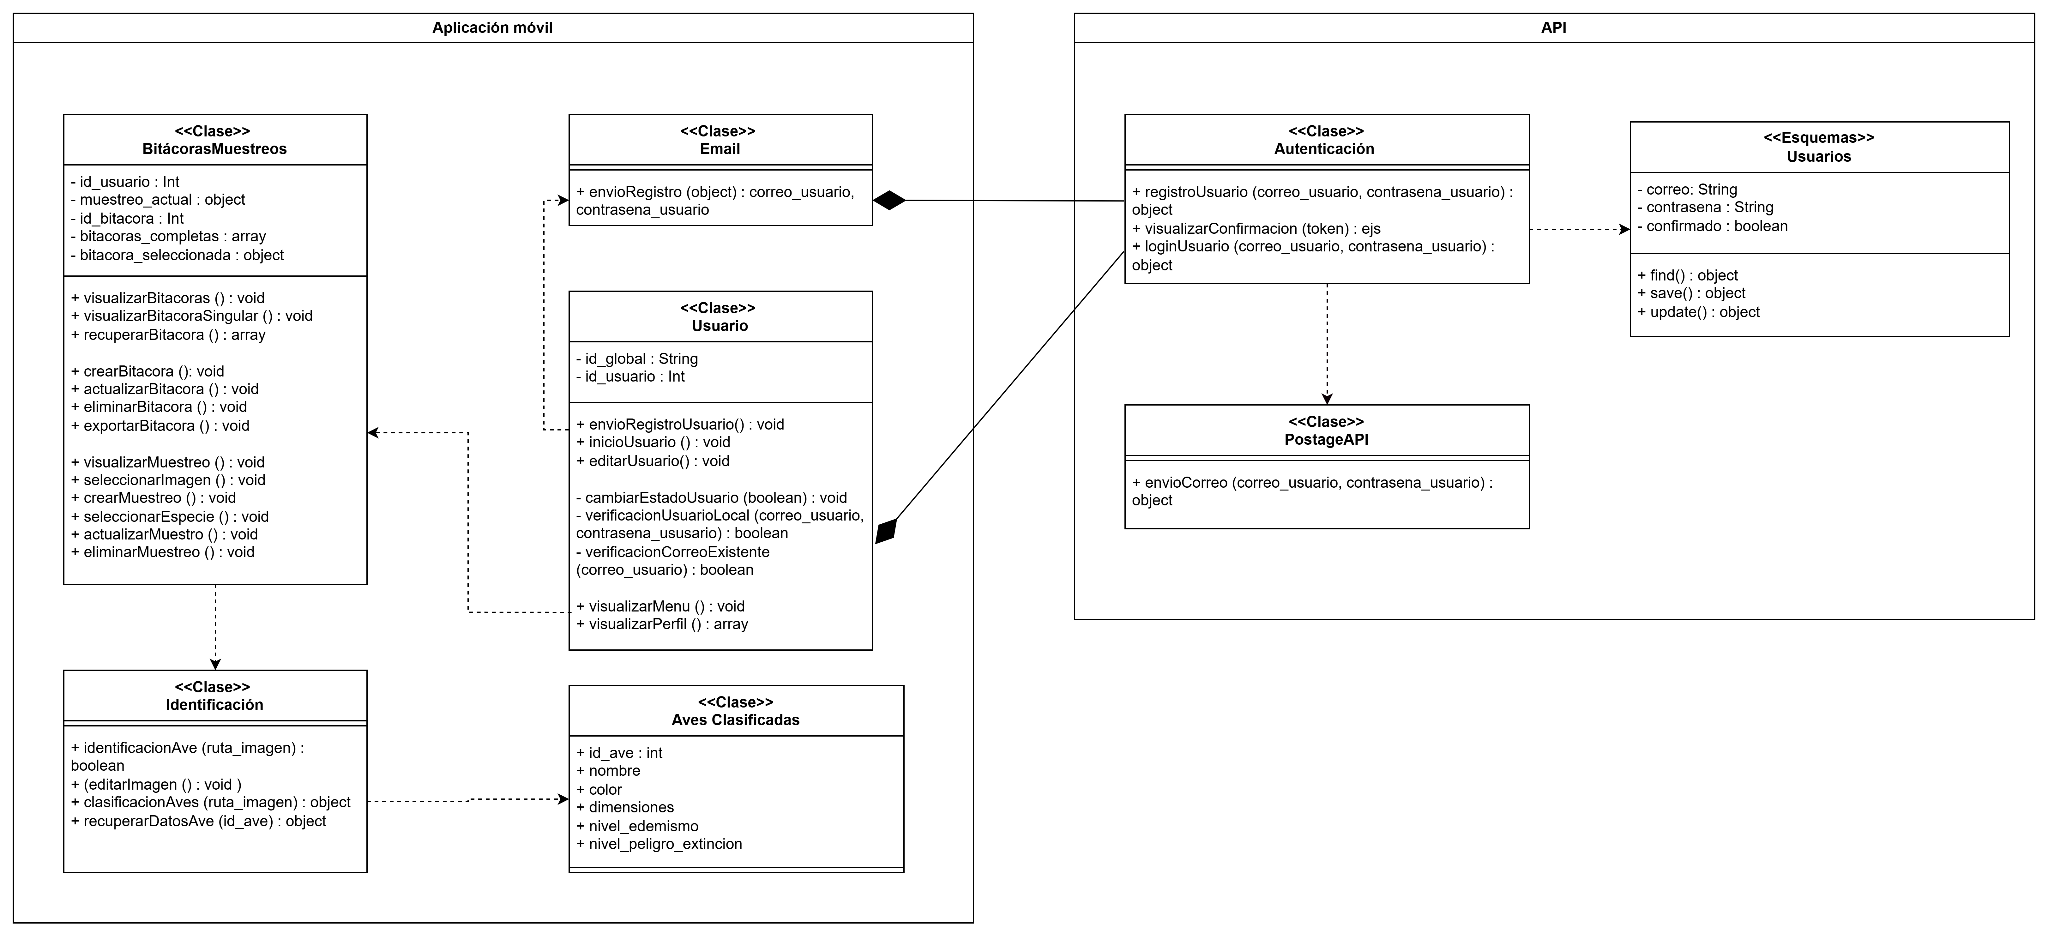 Aplicación móvil
<<Clase>>
BitácorasMuestreos
- id_usuario : Int
- muestreo_actual : object
- id_bitacora : Int
- bitacoras_completas : array
- bitacora_seleccionada : object
+ visualizarBitacoras () : void
+ visualizarBitacoraSingular () : void
+ recuperarBitacora () : array
+ crearBitacora (): void
+ actualizarBitacora () : void
+ eliminarBitacora () : void
+ exportarBitacora () : void
+ visualizarMuestreo () : void
+ seleccionarImagen () : void
+ crearMuestreo () : void
+ seleccionarEspecie () : void
+ actualizarMuestro () : void
+ eliminarMuestreo () : void
<<Clase>>
Email
+ envioRegistro (object) : correo_usuario,
contrasena_usuario
<<Clase>>
Usuario
- id_global : String
- id_usuario : Int
+ envioRegistroUsuario() : void
+ inicioUsuario () : void
+ editarUsuario() : void
- cambiarEstadoUsuario (boolean) : void
- verificacionUsuarioLocal (correo_usuario,
contrasena_ususario) : boolean
- verificacionCorreoExistente
(correo_usuario) : boolean
+ visualizarMenu () : void
+ visualizarPerfil () : array
<<Clase>>
Identificación
+ identificacionAve (ruta_imagen) :
boolean
+ (editarImagen () : void )
+ clasificacionAves (ruta_imagen) : object
+ recuperarDatosAve (id_ave) : object
<<Clase>>
Aves Clasificadas
+ id_ave : int
+ nombre
+ color
+ dimensiones
+ nivel_edemismo
+ nivel_peligro_extincion
API
<<Clase>>
Autenticación
+ registroUsuario (correo_usuario, contrasena_usuario) :
object
+ visualizarConfirmacion (token) : ejs
+ loginUsuario (correo_usuario, contrasena_usuario) :
object
<<Esquemas>>
Usuarios
- correo: String
- contrasena : String
- confirmado : boolean
+ find() : object
+ save() : object
+ update() : object
<<Clase>>
PostageAPI
+ envioCorreo (correo_usuario, contrasena_usuario) :
object